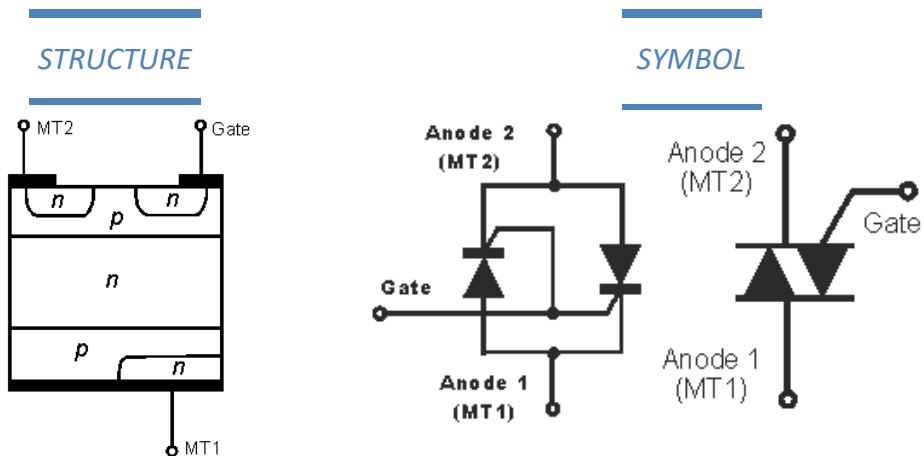 STRUCTURE
SYMBOL
MT2
Gate
n
n
p
n
p
n
MT1
Anode 2
(MT2)
Gate
Anode 1
(MT1)
Anode 2
(MT2)
Gate
Anode 1
(MT1)